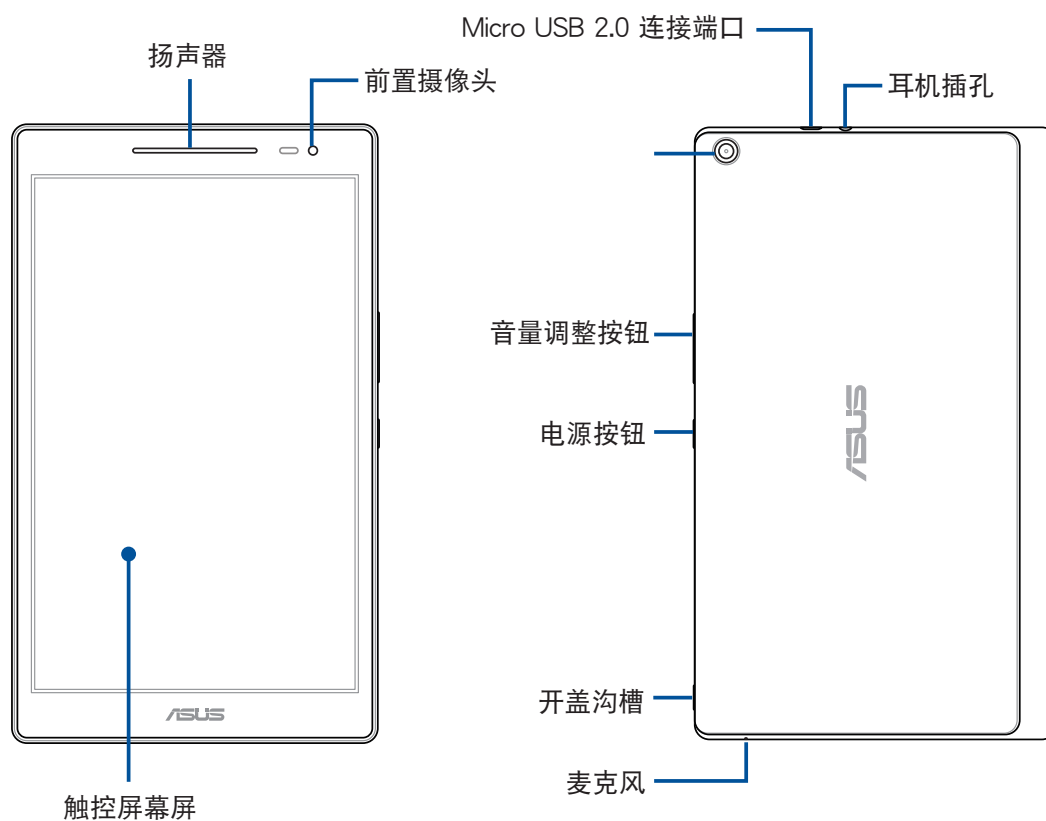 Micro USB 2.0 连接端口
扬声器
前置摄像头
耳机插孔
音量调整按钮
ASUS
电源按钮
开盖沟槽
ASUS
麦克风
触控屏幕屏